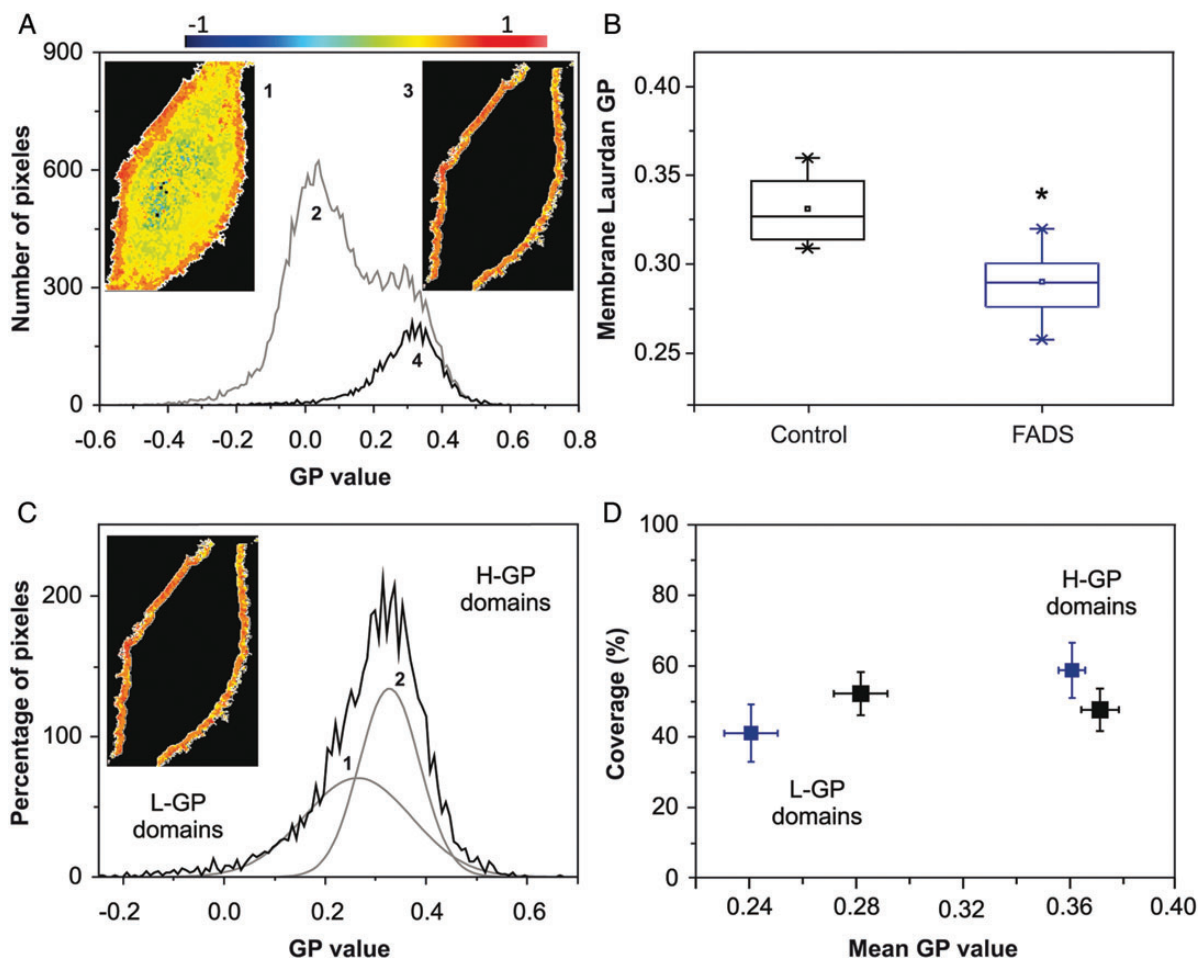 A
-1 1
900
600
300
0
Number of pixeles
1
2
3
4
-0.6 -0.4 -0.2 0.0 0.2 0.4 0.6 0.8
GP value
B
0.40
0.35
0.30
0.25
Membrane Laurdan GP
*
Control FADS
C
200
100
0
Percentage of pixeles
H-GP
domains
L-GP
domains
1
2
-0.2 0.0 0.2 0.4 0.6
GP value
D
100
80
60
40
20
0
Coverage (%)
H-GP
domains
L-GP
domains
0.24 0.28 0.32 0.36 0.40
Mean GP value